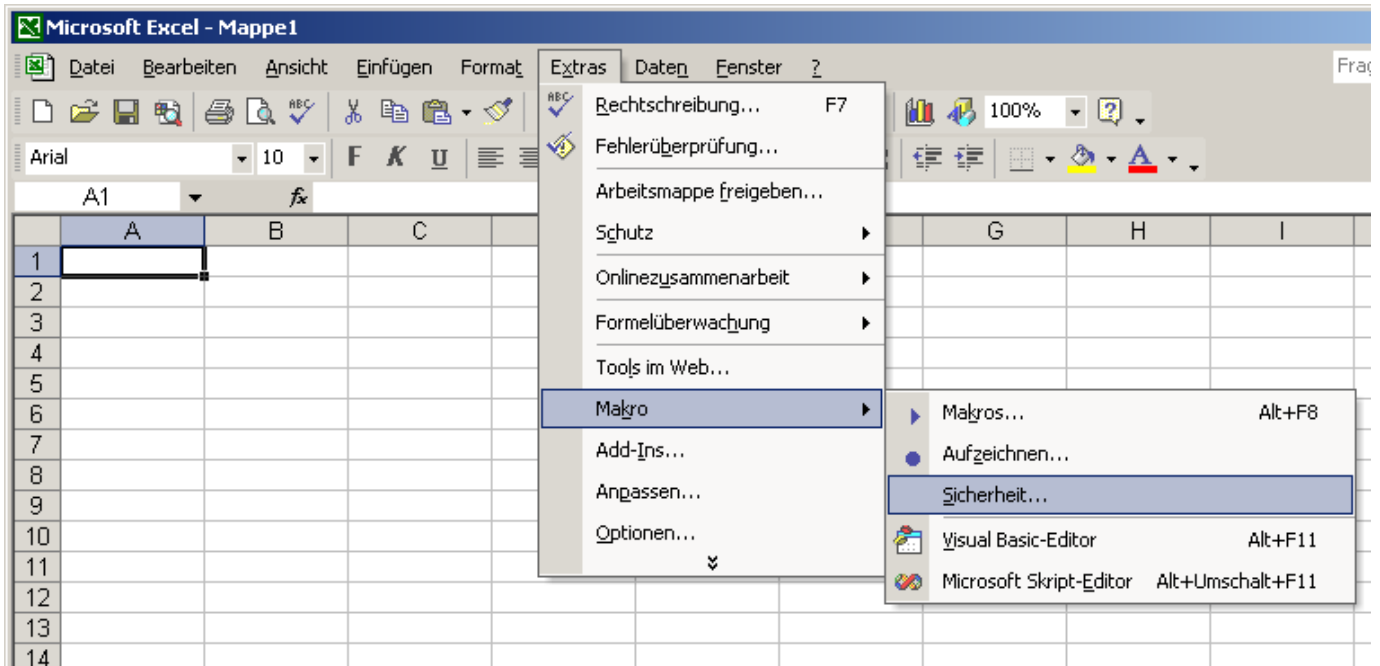 Microsoft Excel - Mappe1
Datei Bearbeiten Ansicht Einfügen Format Extras Daten Fenster ?
100%
Arial 10 F K U
A1 fx
A B C G H I
1
2
3
4
5
6
7
8
9
10
11
12
13
14
ABC Rechtschreibung... F7
Fehlerüberprüfung...
Arbeitsmappe freigeben...
Schutz
Onlinezusammenarbeit
Formelüberwachung
Tools im Web...
Makro
Add-Ins...
Anpassen...
Optionen...
Makros... Alt+F8
Aufzeichnen...
Sicherheit...
Visual Basic-Editor Alt+F11
Microsoft Skript-Editor Alt+Umschalt+F11